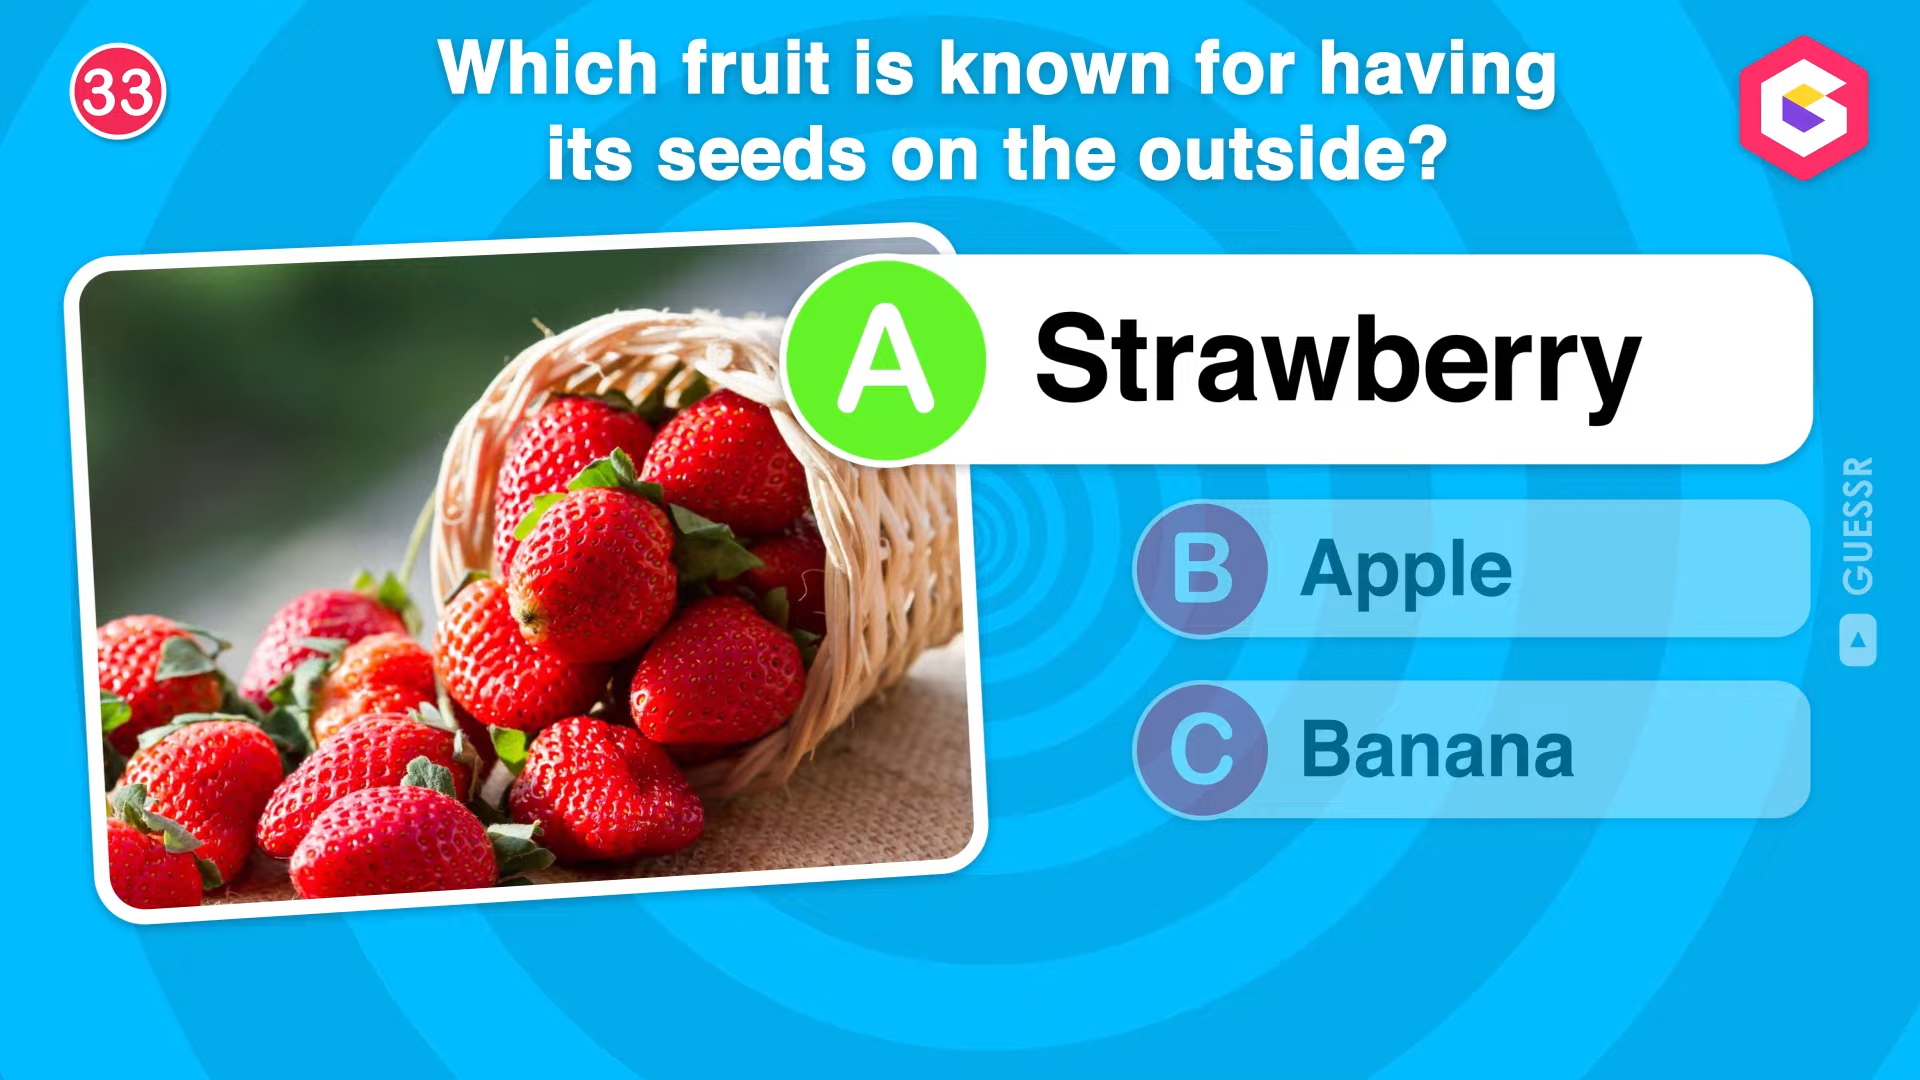 33
Which fruit is known for having
its seeds on the outside?
A Strawberry
B Apple
C Banana
GUESSR